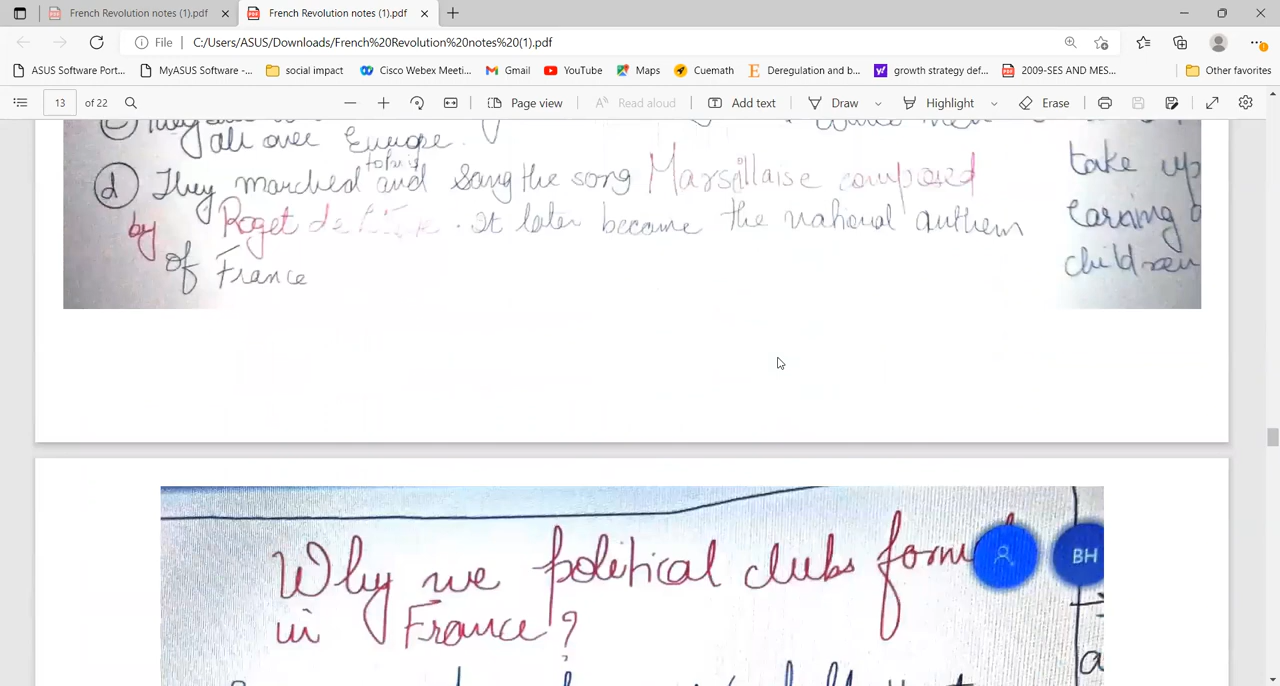 French Revolution notes (1).pdf
French Revolution notes (1).pdf
File
C:/Users/ASUS/Downloads/French%20Revolution%20notes%20(1).pdf
ASUS Software Port...
MyASUS Software -...
social impact
Cisco Webex Meeti...
Gmail
YouTube
Maps
Cuemath
Deregulation and b...
growth strategy def...
2009-SES AND MES...
Other favorites
13 of 22
Page view
Read aloud
Add text
Draw
Highlight
Erase
all over Europe.
to paris
d They marched and Sang the song Marsillaise composed
by Roget de . It later become the national anthem
of France
take up
earning
children
Why we political clubs form
in France?
BH